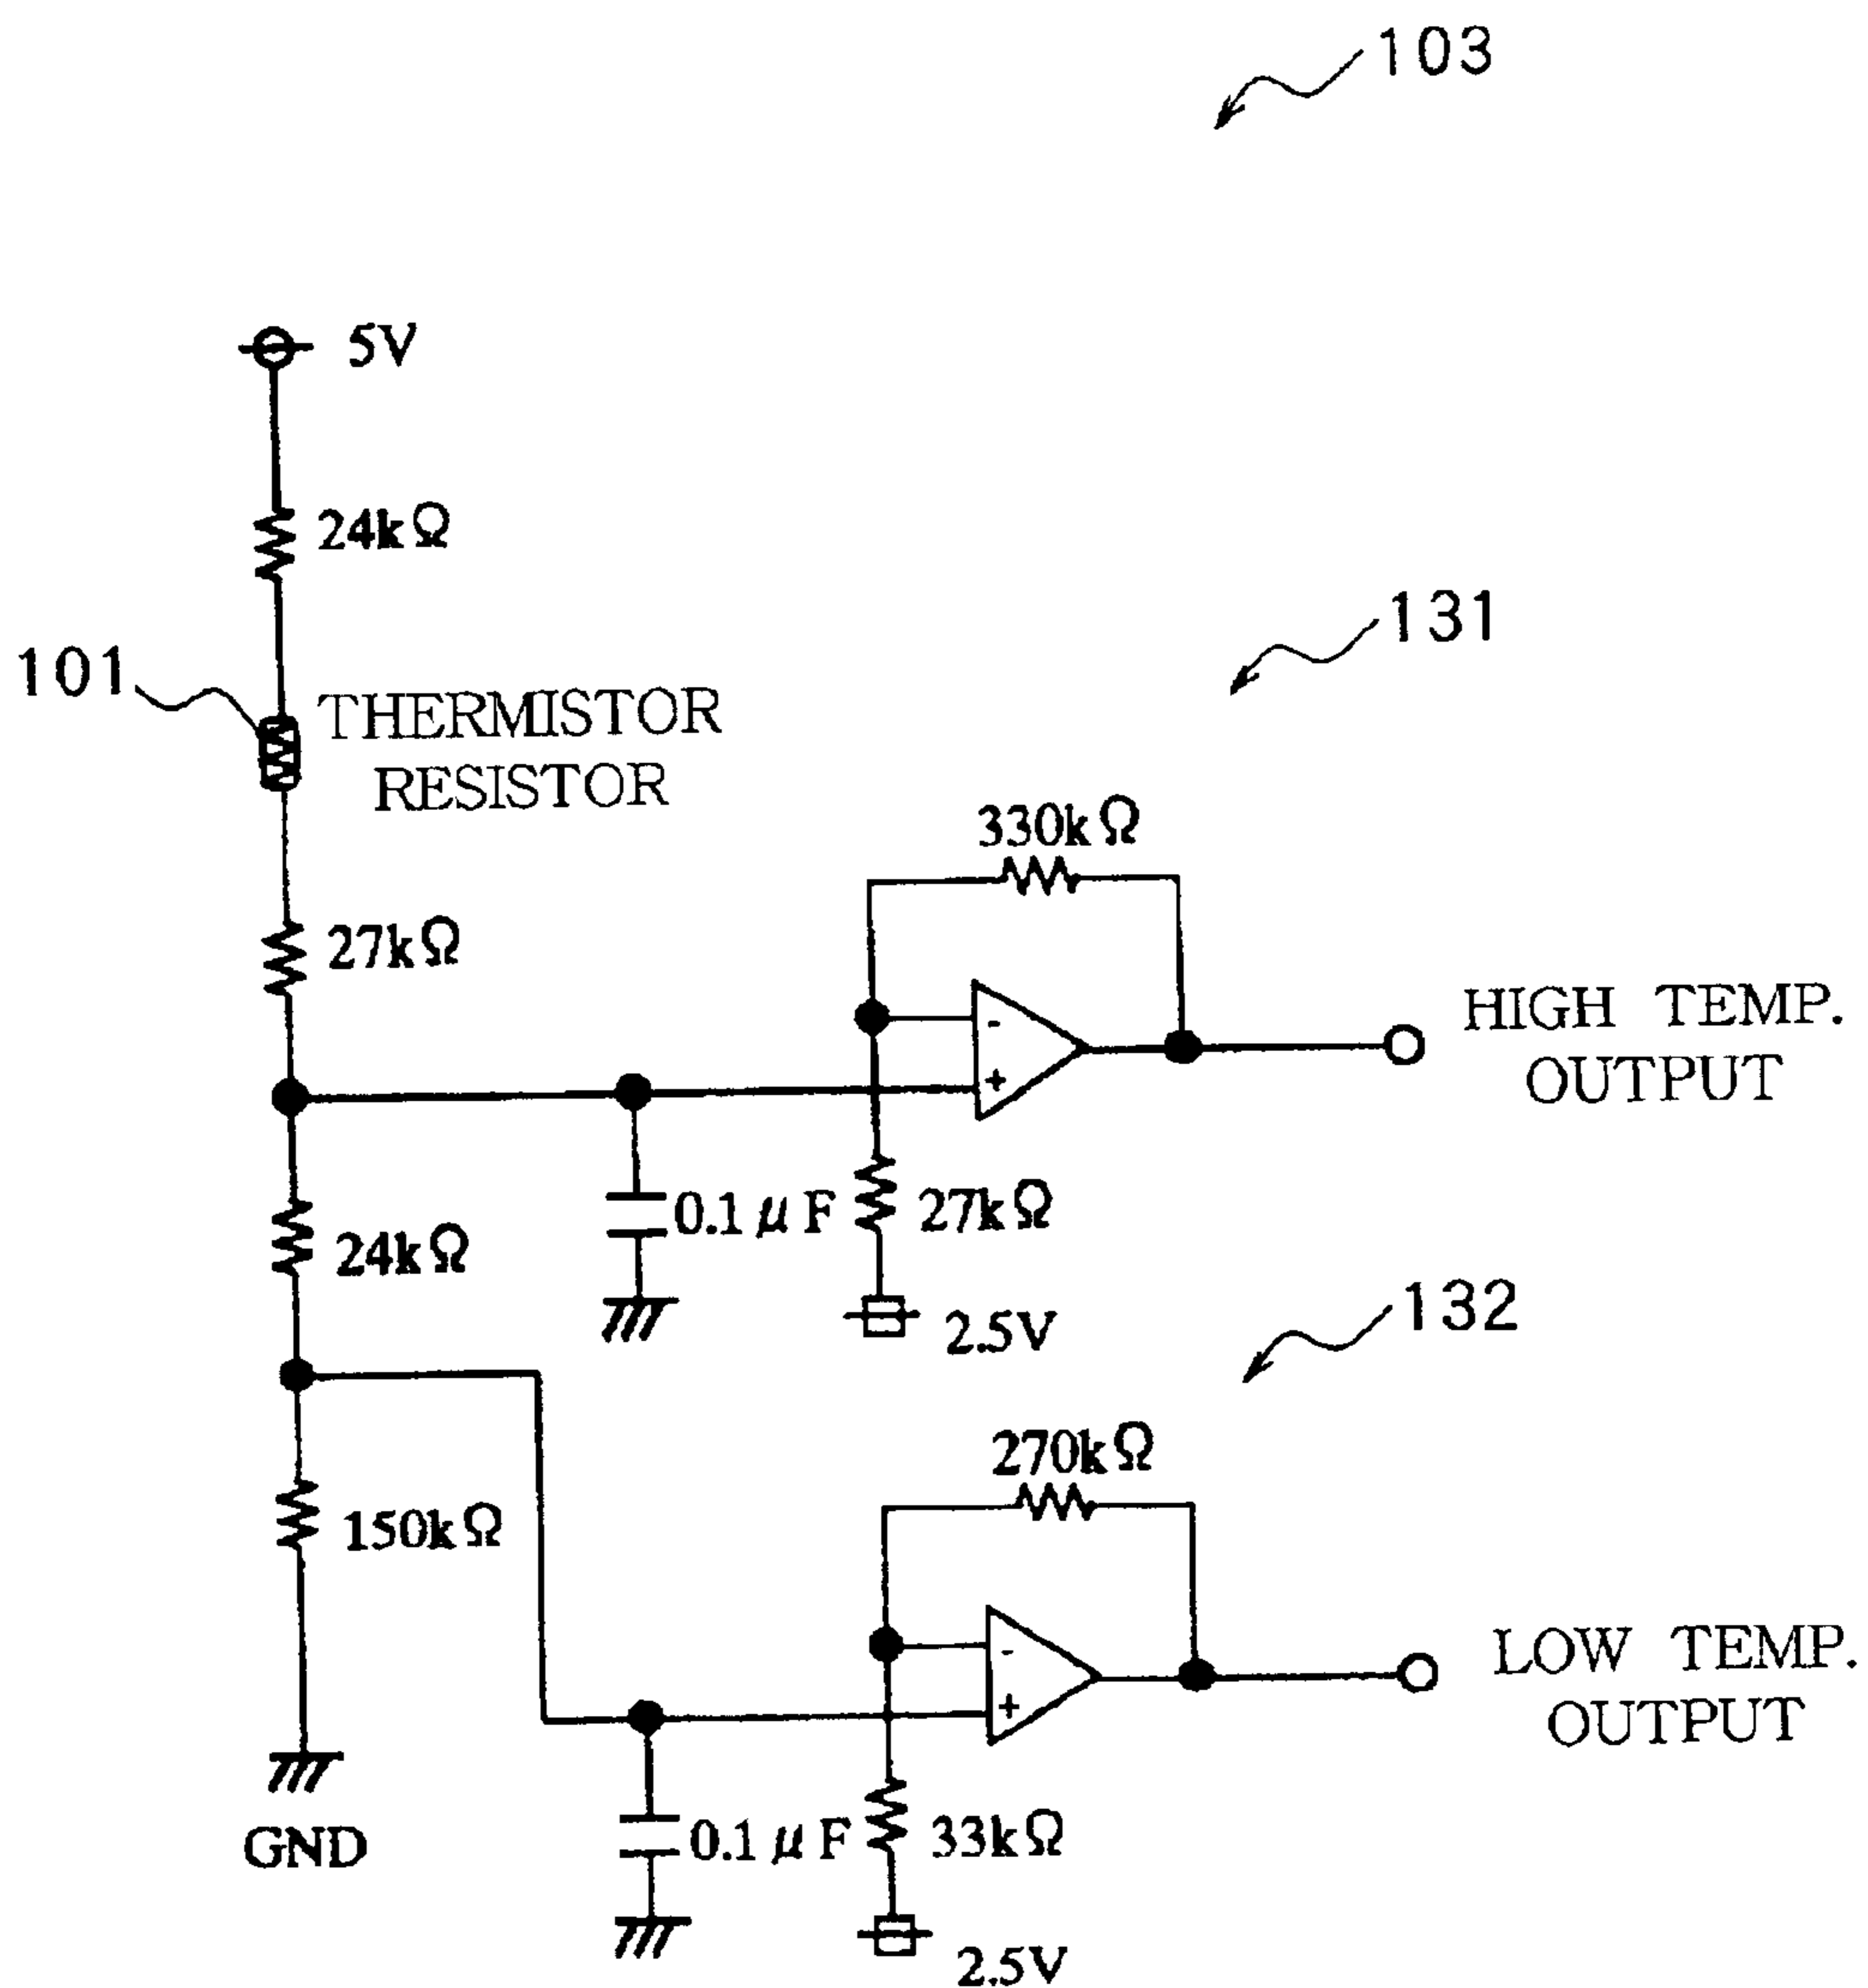 103
5V
24kΩ
131
101
THERMISTOR
RESISTOR
330kΩ
27kΩ
-
+
HIGH TEMP.
OUTPUT
0.1μF
27kΩ
24kΩ
132
2.5V
270kΩ
150kΩ
-
+
LOW TEMP.
OUTPUT
GND
0.1μF
33kΩ
2.5V